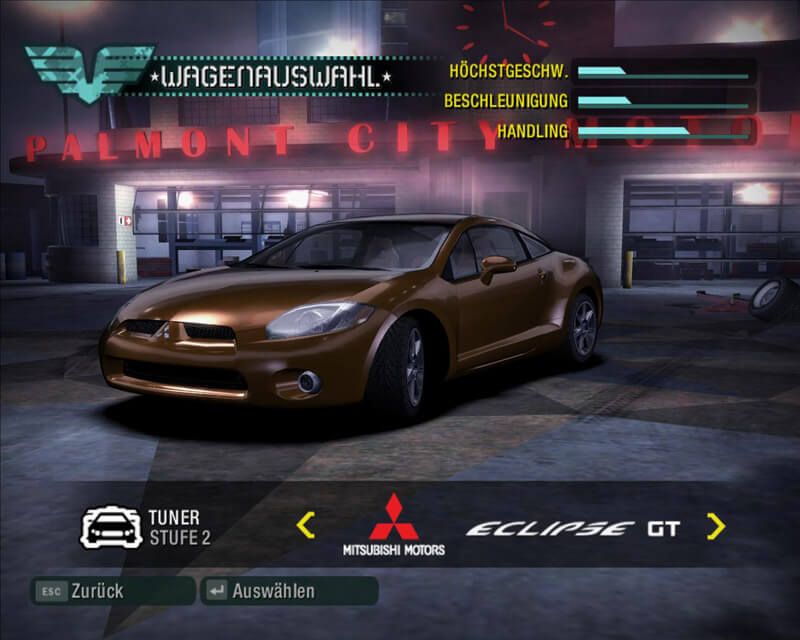 ★WAGENAUSWAHL★
HÖCHSTGESCHW.
BESCHLEUNIGUNG
HANDLING
PALMONT CITY MOTO
TUNER
STUFE 2
<
MITSUBISHI MOTORS
ECLIPSE GT
>
ESC Zurück
↵ Auswählen